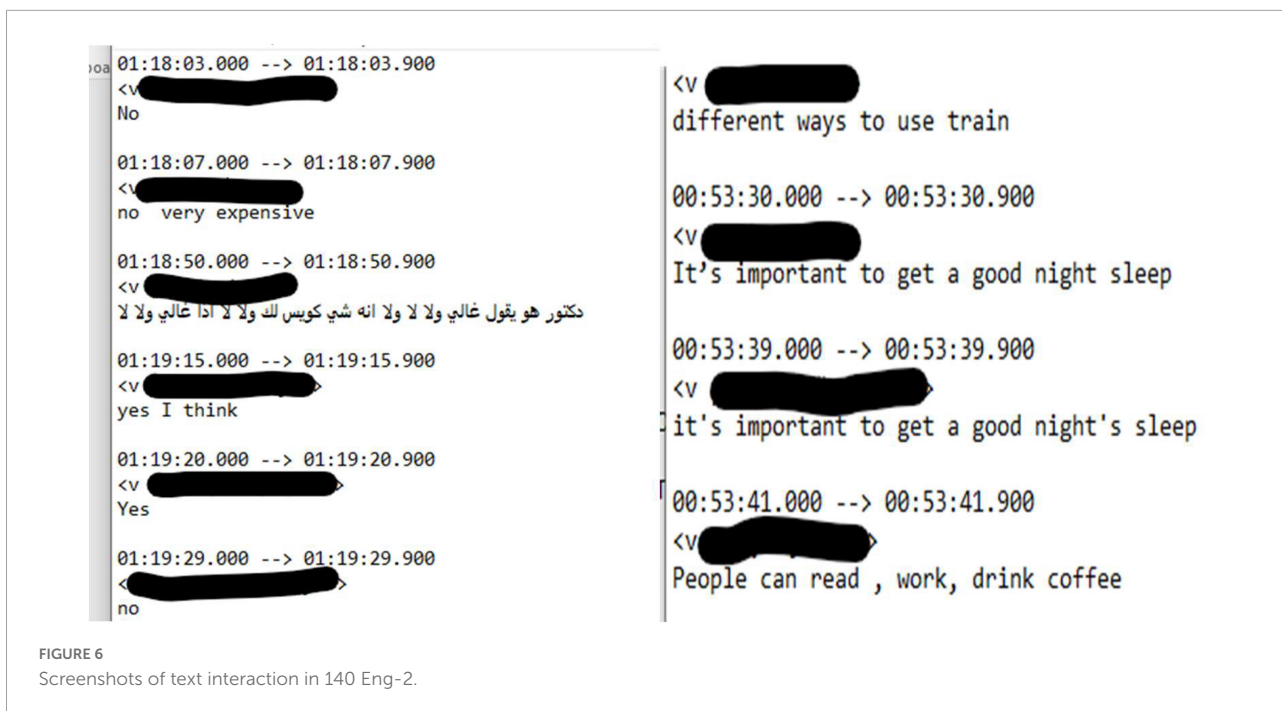 01:18:03.000 --> 01:18:03.900
<v
No
01:18:07.000 --> 01:18:07.900
<v
no  very expensive
01:18:50.000 --> 01:18:50.900
<v
دكتور هو يقول غالي ولا لا ولا انه شي كويس لك ولا لا اذا غالي ولا لا
01:19:15.000 --> 01:19:15.900
<v >
yes I think
01:19:20.000 --> 01:19:20.900
<v >
Yes
01:19:29.000 --> 01:19:29.900
< >
no
<v
different ways to use train
00:53:30.000 --> 00:53:30.900
<v
It’s important to get a good night sleep
00:53:39.000 --> 00:53:39.900
<v >
it's important to get a good night's sleep
00:53:41.000 --> 00:53:41.900
<v >
People can read , work, drink coffee
FIGURE 6
Screenshots of text interaction in 140 Eng-2.